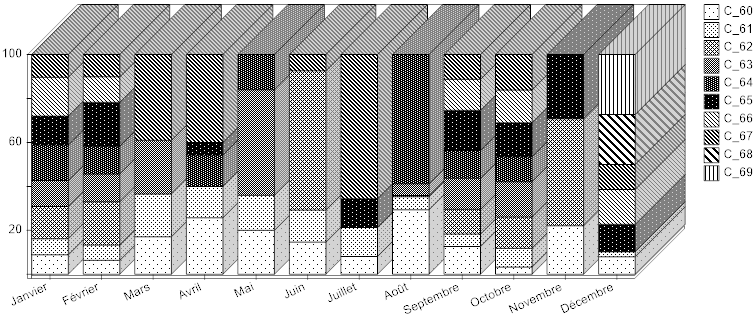 100
60
20
Janvier
Février
Mars
Avril
Mai
Juin
Juillet
Août
Septembre
Octobre
Novembre
Décembre
C_60
C_61
C_62
C_63
C_64
C_65
C_66
C_67
C_68
C_69